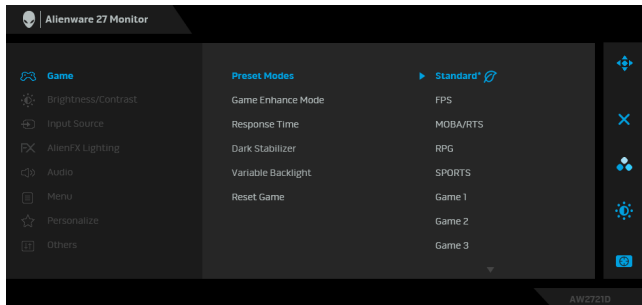 Alienware 27 Monitor
Game
Brightness/Contrast
Input Source
AlienFX Lighting
Audio
Menu
Personalize
Others
Preset Modes
Game Enhance Mode
Response Time
Dark Stabilizer
Variable Backlight
Reset Game
Standard*
FPS
MOBA/RTS
RPG
SPORTS
Game 1
Game 2
Game 3
AW2721D